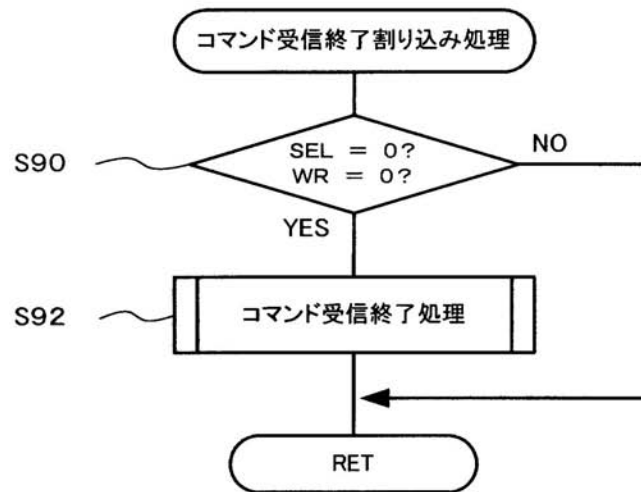 コマンド受信終了割り込み処理
S90
SEL = 0?
WR = 0?
NO
YES
S92
コマンド受信終了処理
RET